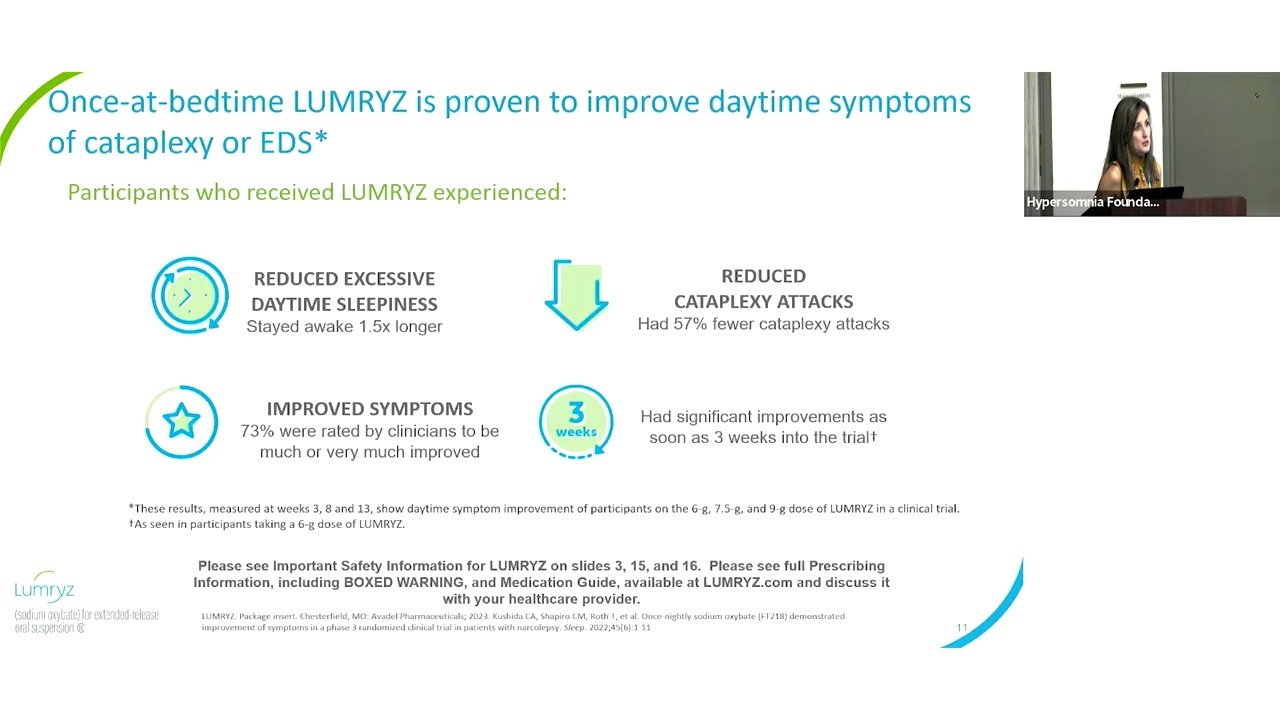 Once-at-bedtime LUMRYZ is proven to improve daytime symptoms
of cataplexy or EDS*
Participants who received LUMRYZ experienced:
REDUCED EXCESSIVE
DAYTIME SLEEPINESS
Stayed awake 1.5x longer
REDUCED
CATAPLEXY ATTACKS
Had 57% fewer cataplexy attacks
IMPROVED SYMPTOMS
73% were rated by clinicians to be
much or very much improved
3
weeks
Had significant improvements as
soon as 3 weeks into the trial†
*These results, measured at weeks 3, 8 and 13, show daytime symptom improvement of participants on the 6-g, 7.5-g, and 9-g dose of LUMRYZ in a clinical trial.
†As seen in participants taking a 6-g dose of LUMRYZ.
Please see Important Safety Information for LUMRYZ on slides 3, 15, and 16. Please see full Prescribing
Information, including BOXED WARNING, and Medication Guide, available at LUMRYZ.com and discuss it
with your healthcare provider.
LUMRYZ. Package insert. Chesterfield, MO: Avadel Pharmaceuticals; 2023. Kushida CA, Shapiro CM, Roth T, et al. Once-nightly sodium oxybate (FT218) demonstrated
improvement of symptoms in a phase 3 randomized clinical trial in patients with narcolepsy. Sleep. 2022;45(6):1-11
Lumryz
(sodium oxybate) for extended-release
oral suspension
11
Hypersomnia Founda...